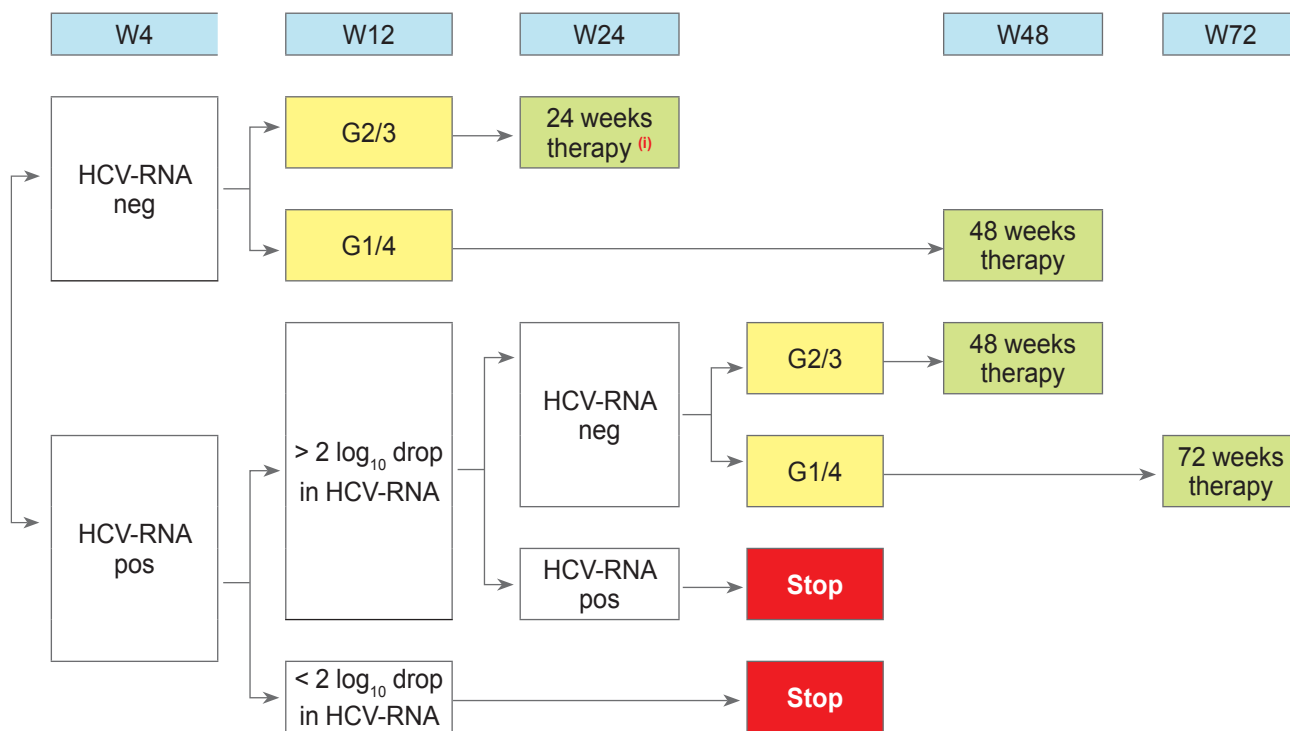 W4
W12
W24
W48
W72
HCV-RNA
neg
G2/3
24 weeks
therapy (i)
G1/4
48 weeks
therapy
HCV-RNA
pos
> 2 log10 drop
in HCV-RNA
HCV-RNA
neg
G2/3
48 weeks
therapy
G1/4
72 weeks
therapy
HCV-RNA
pos
Stop
< 2 log10 drop
in HCV-RNA
Stop